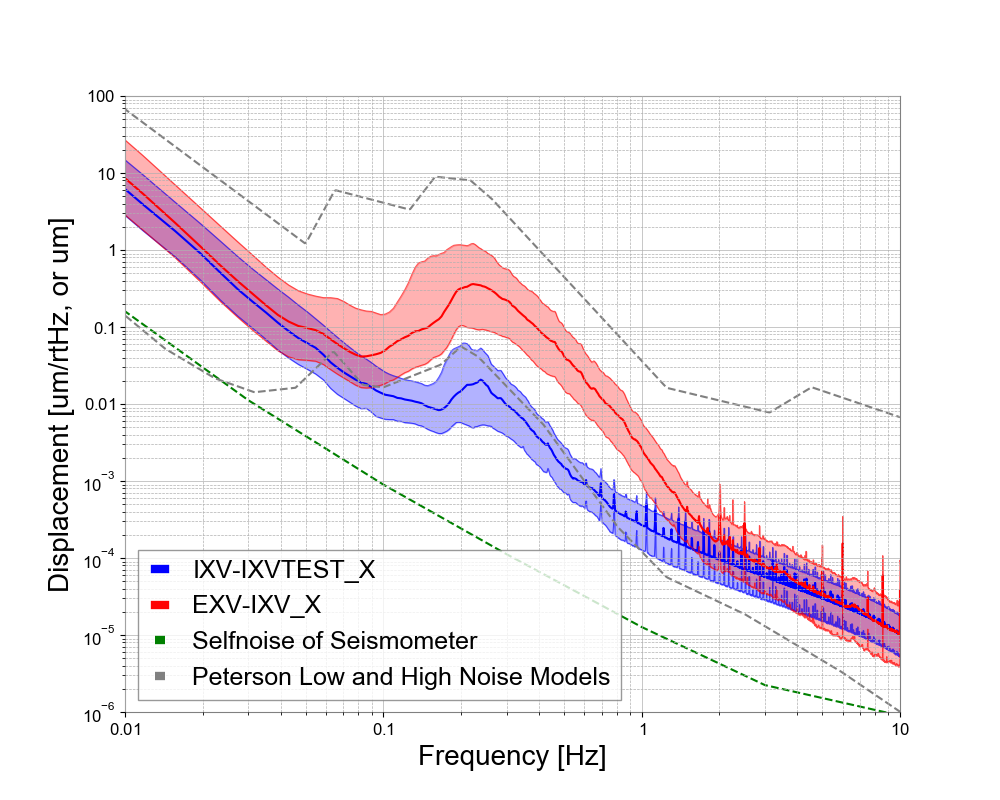 100
10
1
0.1
0.01
10⁻³
10⁻⁴
10⁻⁵
10⁻⁶
Displacement [um/rtHz, or um]
IXV-IXVTEST_X
EXV-IXV_X
Selfnoise of Seismometer
Peterson Low and High Noise Models
0.01 0.1 1 10
Frequency [Hz]